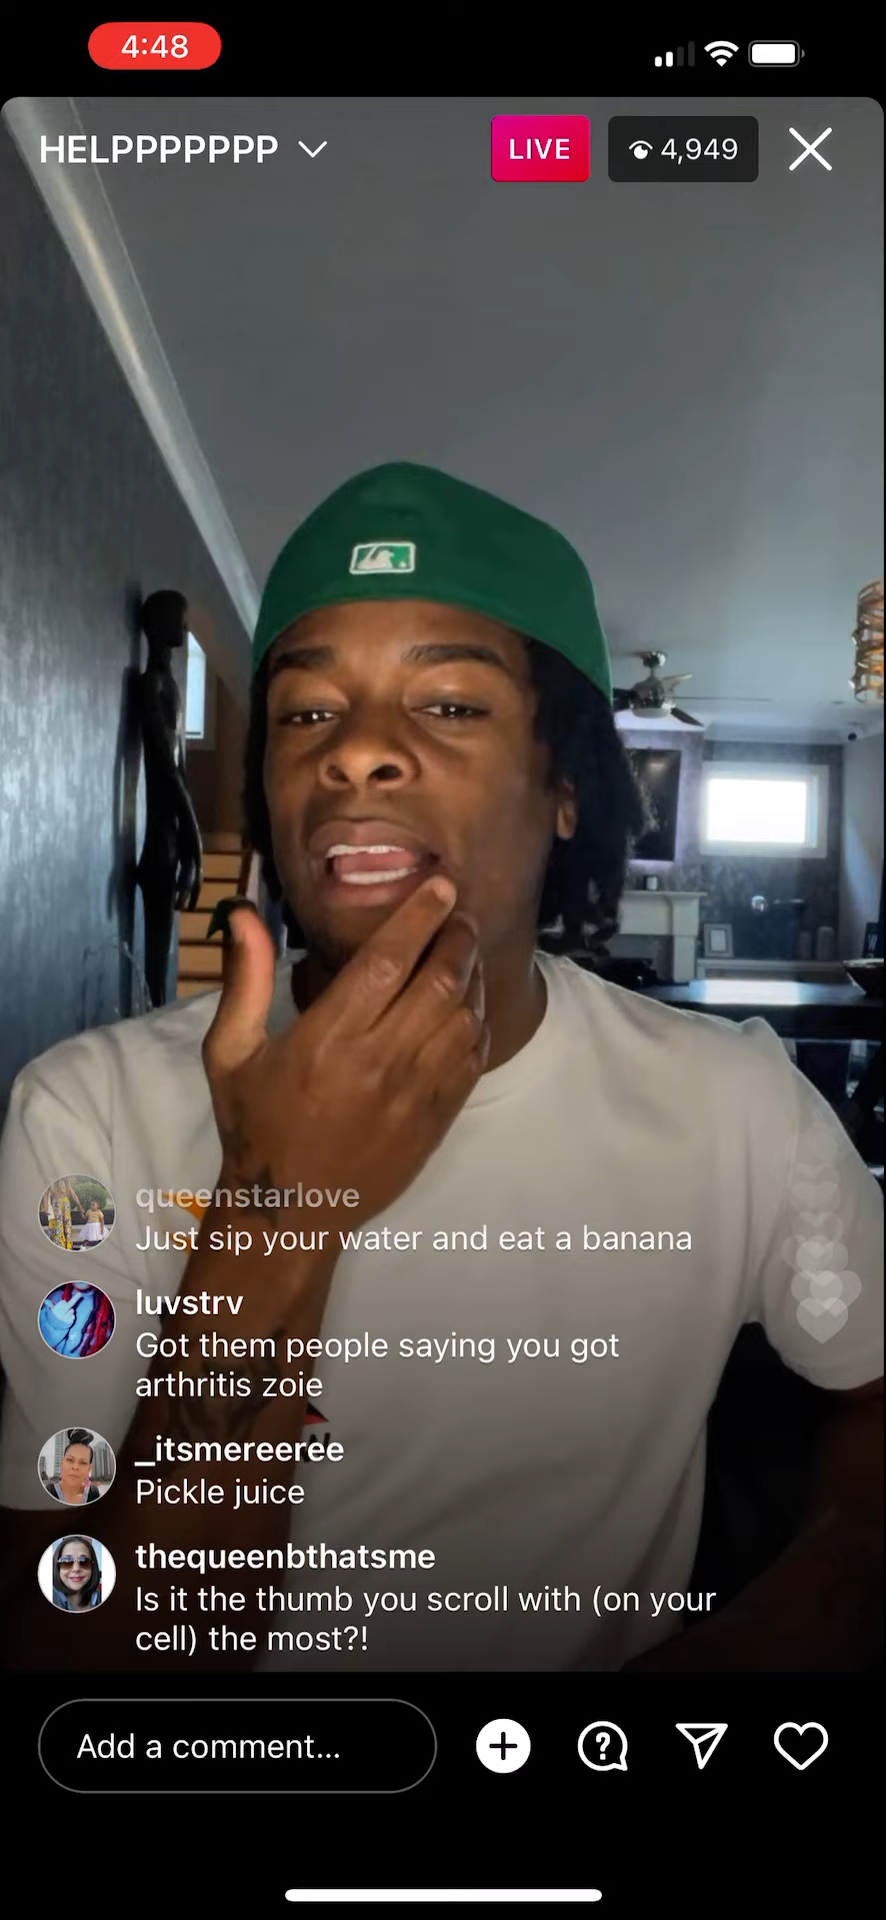 4:48
HELPPPPPPP
LIVE
4,949
queenstarlove
Just sip your water and eat a banana
luvstrv
Got them people saying you got
arthritis zoie
_itsmereeree
Pickle juice
thequeenbthatsme
Is it the thumb you scroll with (on your
cell) the most?!
Add a comment...